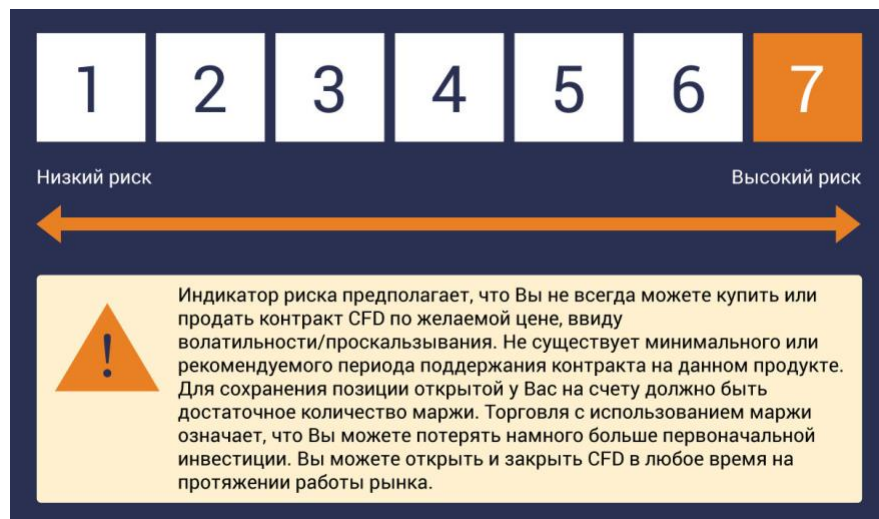 1 2 3 4 5 6 7
Низкий риск Высокий риск
! Индикатор риска предполагает, что Вы не всегда можете купить или
продать контракт CFD по желаемой цене, ввиду
волатильности/проскальзывания. Не существует минимального или
рекомендуемого периода поддержания контракта на данном продукте.
Для сохранения позиции открытой у Вас на счету должно быть
достаточное количество маржи. Торговля с использованием маржи
означает, что Вы можете потерять намного больше первоначальной
инвестиции. Вы можете открыть и закрыть CFD в любое время на
протяжении работы рынка.